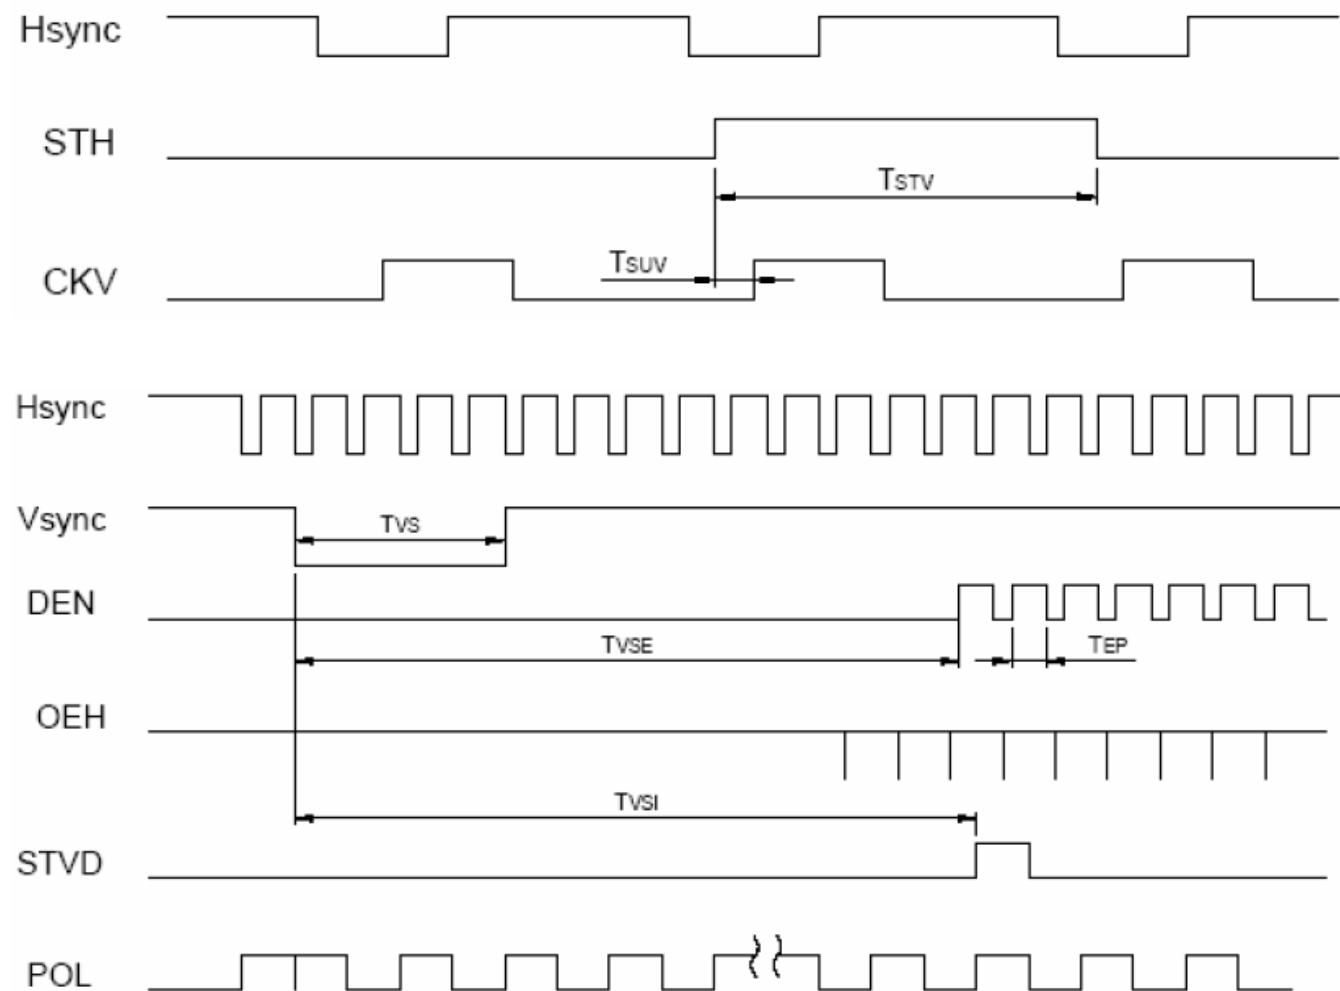 Hsync
STH
TSTV
TSUV
CKV
Hsync
Vsync
TVS
DEN
TVSE
TEP
OEH
TVSI
STVD
POL